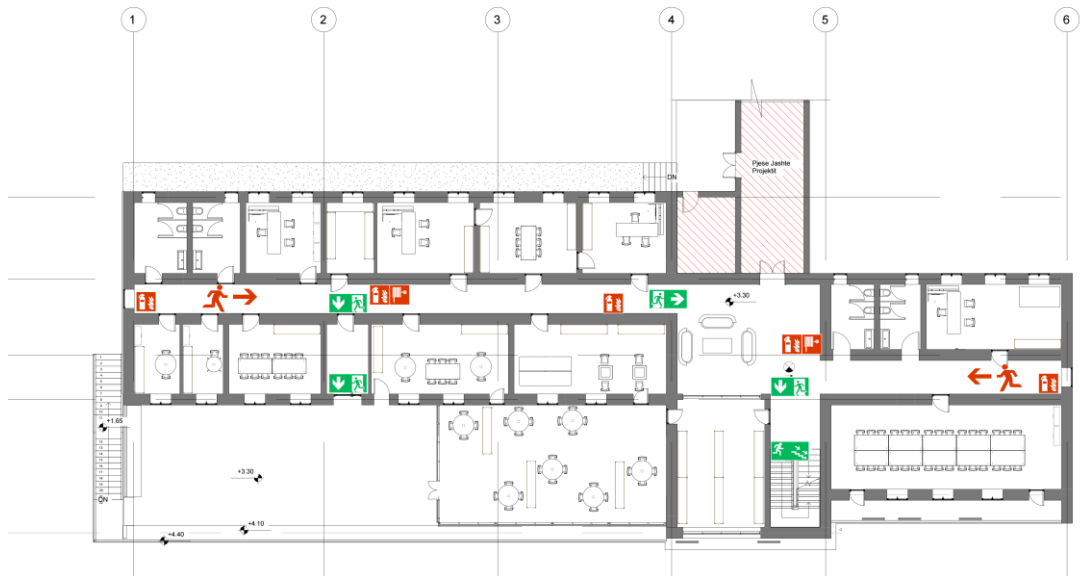 1
2
3
4
5
6
Pjese Jashte
Projektit
DN
+3.30
+1.65
+3.30
DN
+4.10
+4.40